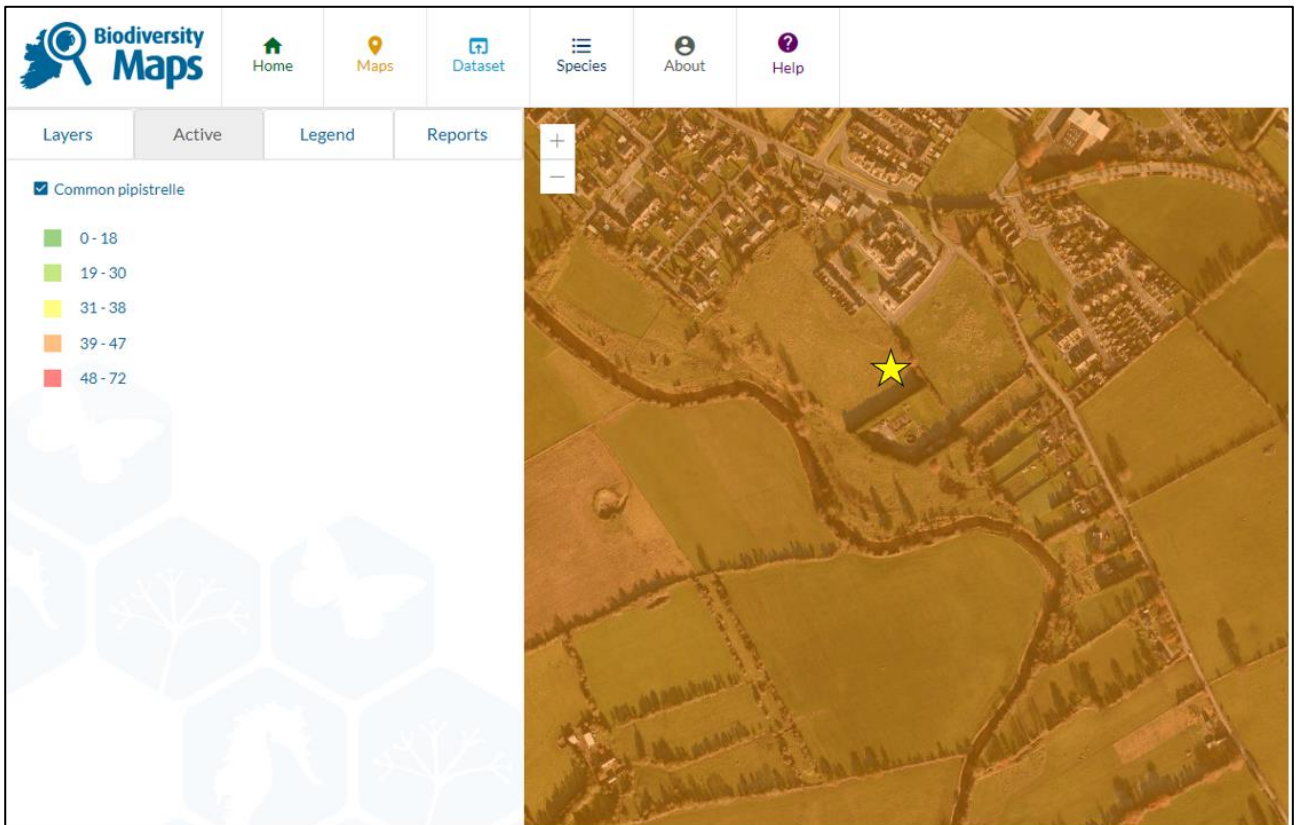 Biodiversity
Maps
Home
Maps
Dataset
Species
About
Help
Layers
Active
Legend
Reports
+
−
Common pipistrelle
0 - 18
19 - 30
31 - 38
39 - 47
48 - 72